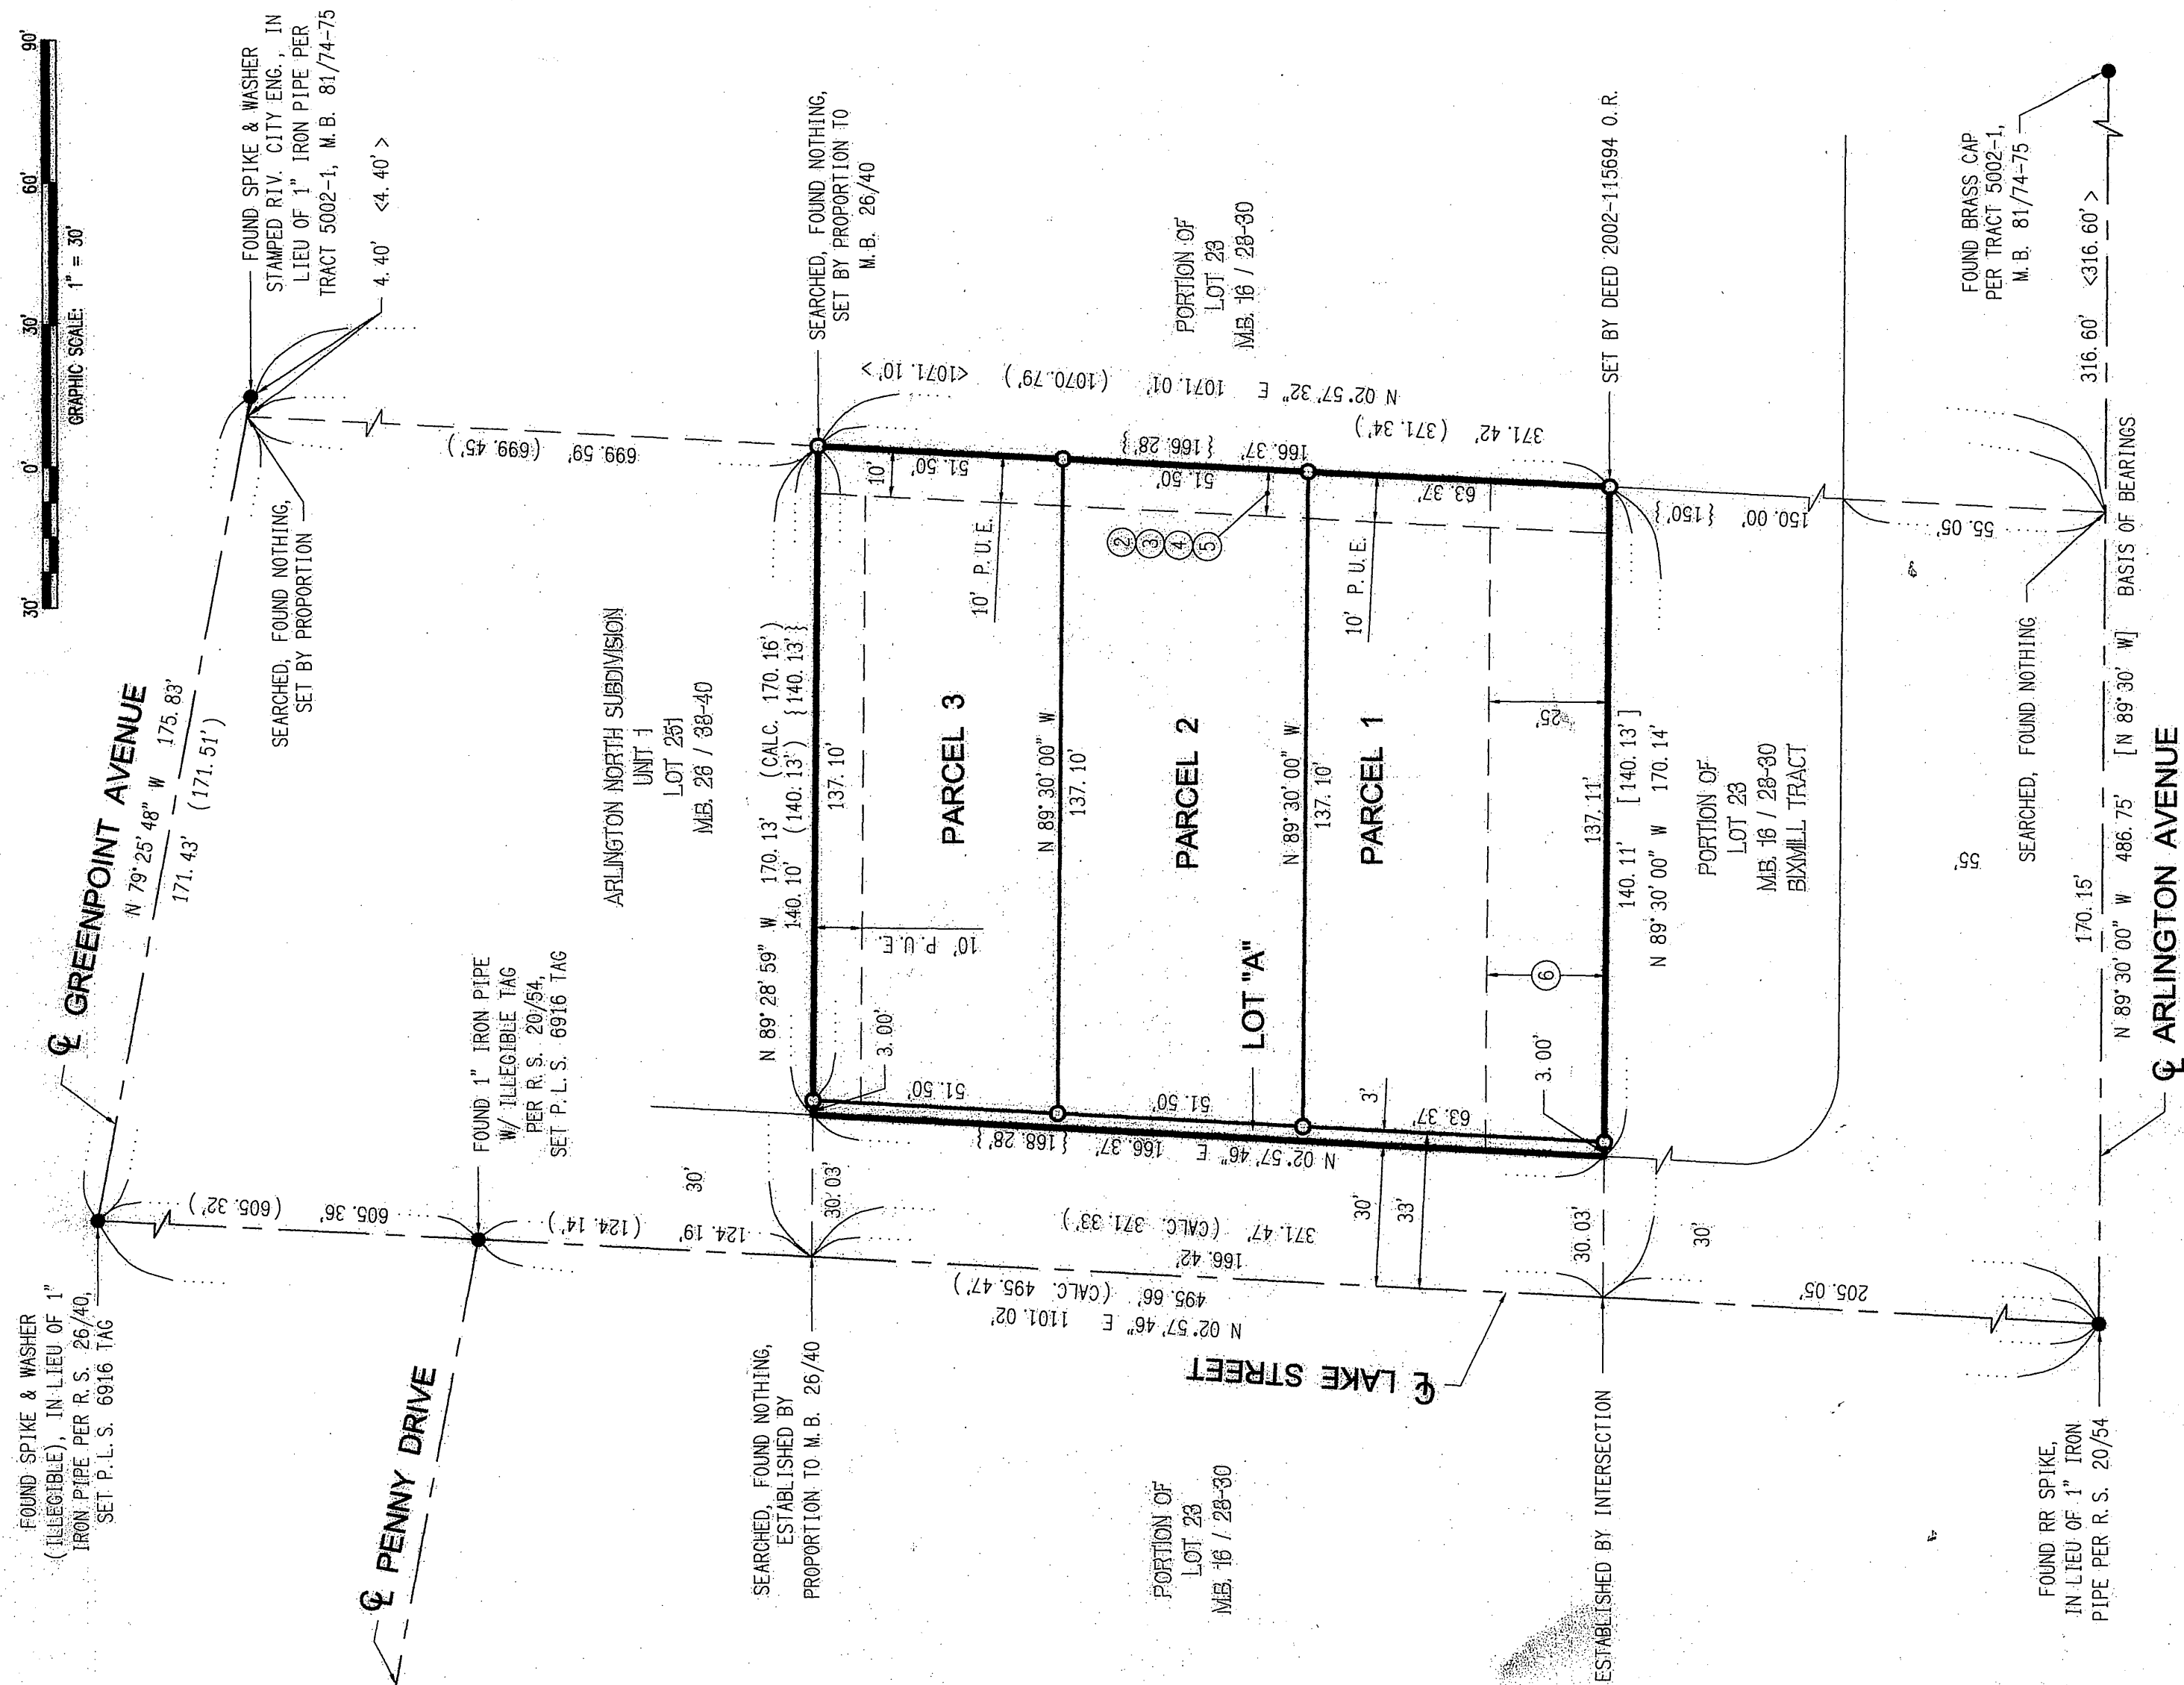 30'
0'
30'
60'
90'
GRAPHIC SCALE: 1" = 30'
FOUND SPIKE & WASHER
STAMPED RIV. CITY ENG., IN
LIEU OF 1" IRON PIPE PER
TRACT 5002-1, M.B. 81/74-75
4.40' <4.40'>
FOUND SPIKE & WASHER
(ILLEGIBLE), IN LIEU OF 1"
IRON PIPE PER R.S. 26/40,
SET P.L.S. 6916 TAG
℄ GREENPOINT AVENUE
N 79°25'48" W 175.83'
171.43' (171.51')
SEARCHED, FOUND NOTHING,
SET BY PROPORTION
605.36' (605.32')
699.59' (699.45')
℄ PENNY DRIVE
FOUND 1" IRON PIPE
W/ ILLEGIBLE TAG
PER R.S. 20/54,
SET P.L.S. 6916 TAG
30'
124.19' (124.14')
ARLINGTON NORTH SUBDIVISION
UNIT 1
LOT 251
M.B. 26 / 38-40
SEARCHED, FOUND NOTHING,
SET BY PROPORTION TO
M.B. 26/40
SEARCHED, FOUND NOTHING,
ESTABLISHED BY
PROPORTION TO M.B. 26/40
30.03'
N 89°28'59" W 170.13' (CALC. 170.16')
140.10' (140.13') {140.13'}
137.10'
3.00'
10' P.U.E.
10'
51.50'
51.50'
10' P.U.E.
PARCEL 3
N 89°30'00" W
137.10'
N 02°57'32" E 1071.01' (1070.79') <1071.10'>
371.42' (371.34')
166.37' {166.28'}
PORTION OF
LOT 23
M.B. 16 / 28-30
PARCEL 2
51.50'
51.50'
2
3
4
5
LOT "A"
N 89°30'00" W
137.10'
PARCEL 1
10' P.U.E.
3'
63.37'
63.37'
N 02°57'46" E 166.37' {168.28'}
371.47' (CALC. 371.33')
166.42'
495.66' (CALC. 495.47')
N 02°57'46" E 1101.02'
30'
33'
℄ LAKE STREET
PORTION OF
LOT 23
M.B. 16 / 28-30
25'
6
3.00'
137.11'
140.11' [140.13']
N 89°30'00" W 170.14'
SET BY DEED 2002-115694 O.R.
ESTABLISHED BY INTERSECTION
30.03'
30'
PORTION OF
LOT 23
M.B. 16 / 28-30
BIXMILL TRACT
150.00' {150'}
55.05'
205.05'
SEARCHED, FOUND NOTHING
FOUND BRASS CAP
PER TRACT 5002-1,
M.B. 81/74-75
FOUND RR SPIKE,
IN LIEU OF 1" IRON
PIPE PER R.S. 20/54
170.15'
316.60' <316.60'>
N 89°30'00" W 486.75' [N 89°30' W] BASIS OF BEARINGS
℄ ARLINGTON AVENUE